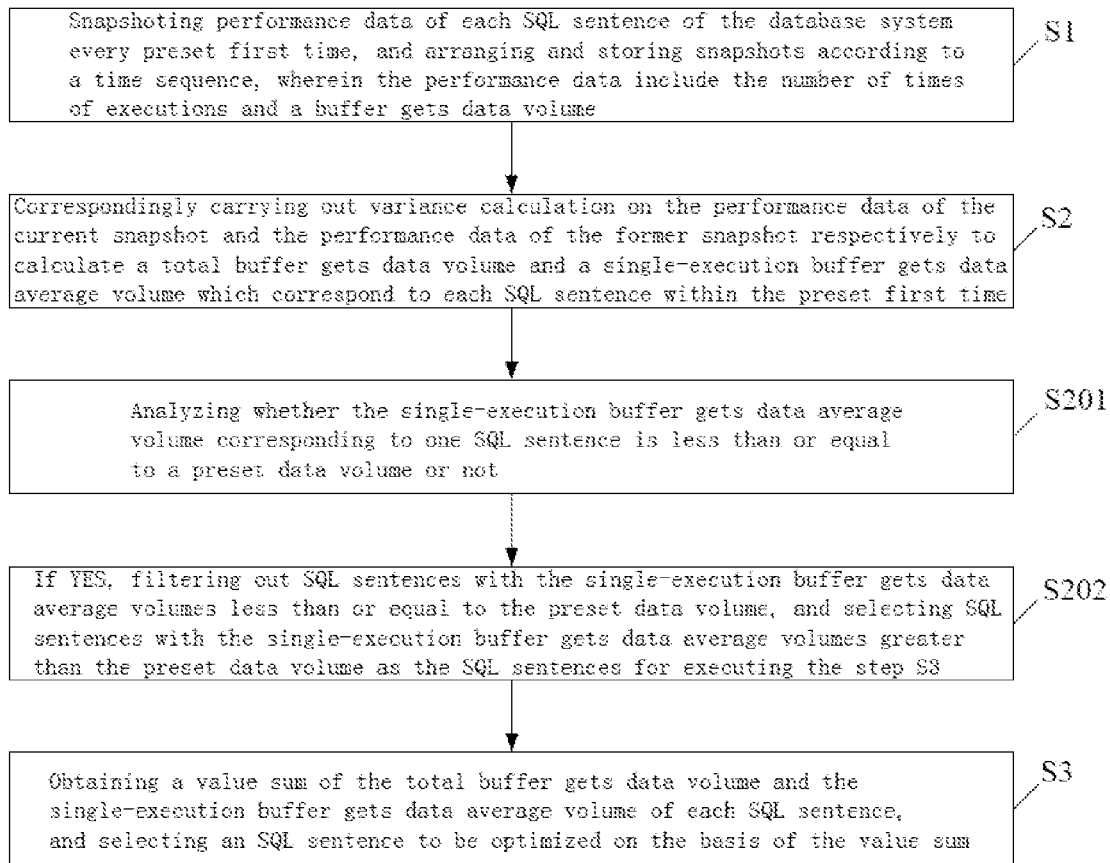 Snapshoting performance data of each SQL sentence of the database system
every preset first time, and arranging and storing snapshots according to
a time sequence, wherein the performance data include the number of times
of executions and a buffer gets data volume
S1
Correspondingly carrying out variance calculation on the performance data of the
current snapshot and the performance data of the former snapshot respectively to
calculate a total buffer gets data volume and a single-execution buffer gets data
average volume which correspond to each SQL sentence within the preset first time
S2
Analyzing whether the single-execution buffer gets data average
volume corresponding to one SQL sentence is less than or equal
to a preset data volume or not
S201
If YES, filtering out SQL sentences with the single-execution buffer gets data
average volumes less than or equal to the preset data volume, and selecting SQL
sentences with the single-execution buffer gets data average volumes greater
than the preset data volume as the SQL sentences for executing the step S3
S202
Obtaining a value sum of the total buffer gets data volume and the
single-execution buffer gets data average volume of each SQL sentence,
and selecting an SQL sentence to be optimized on the basis of the value sum
S3